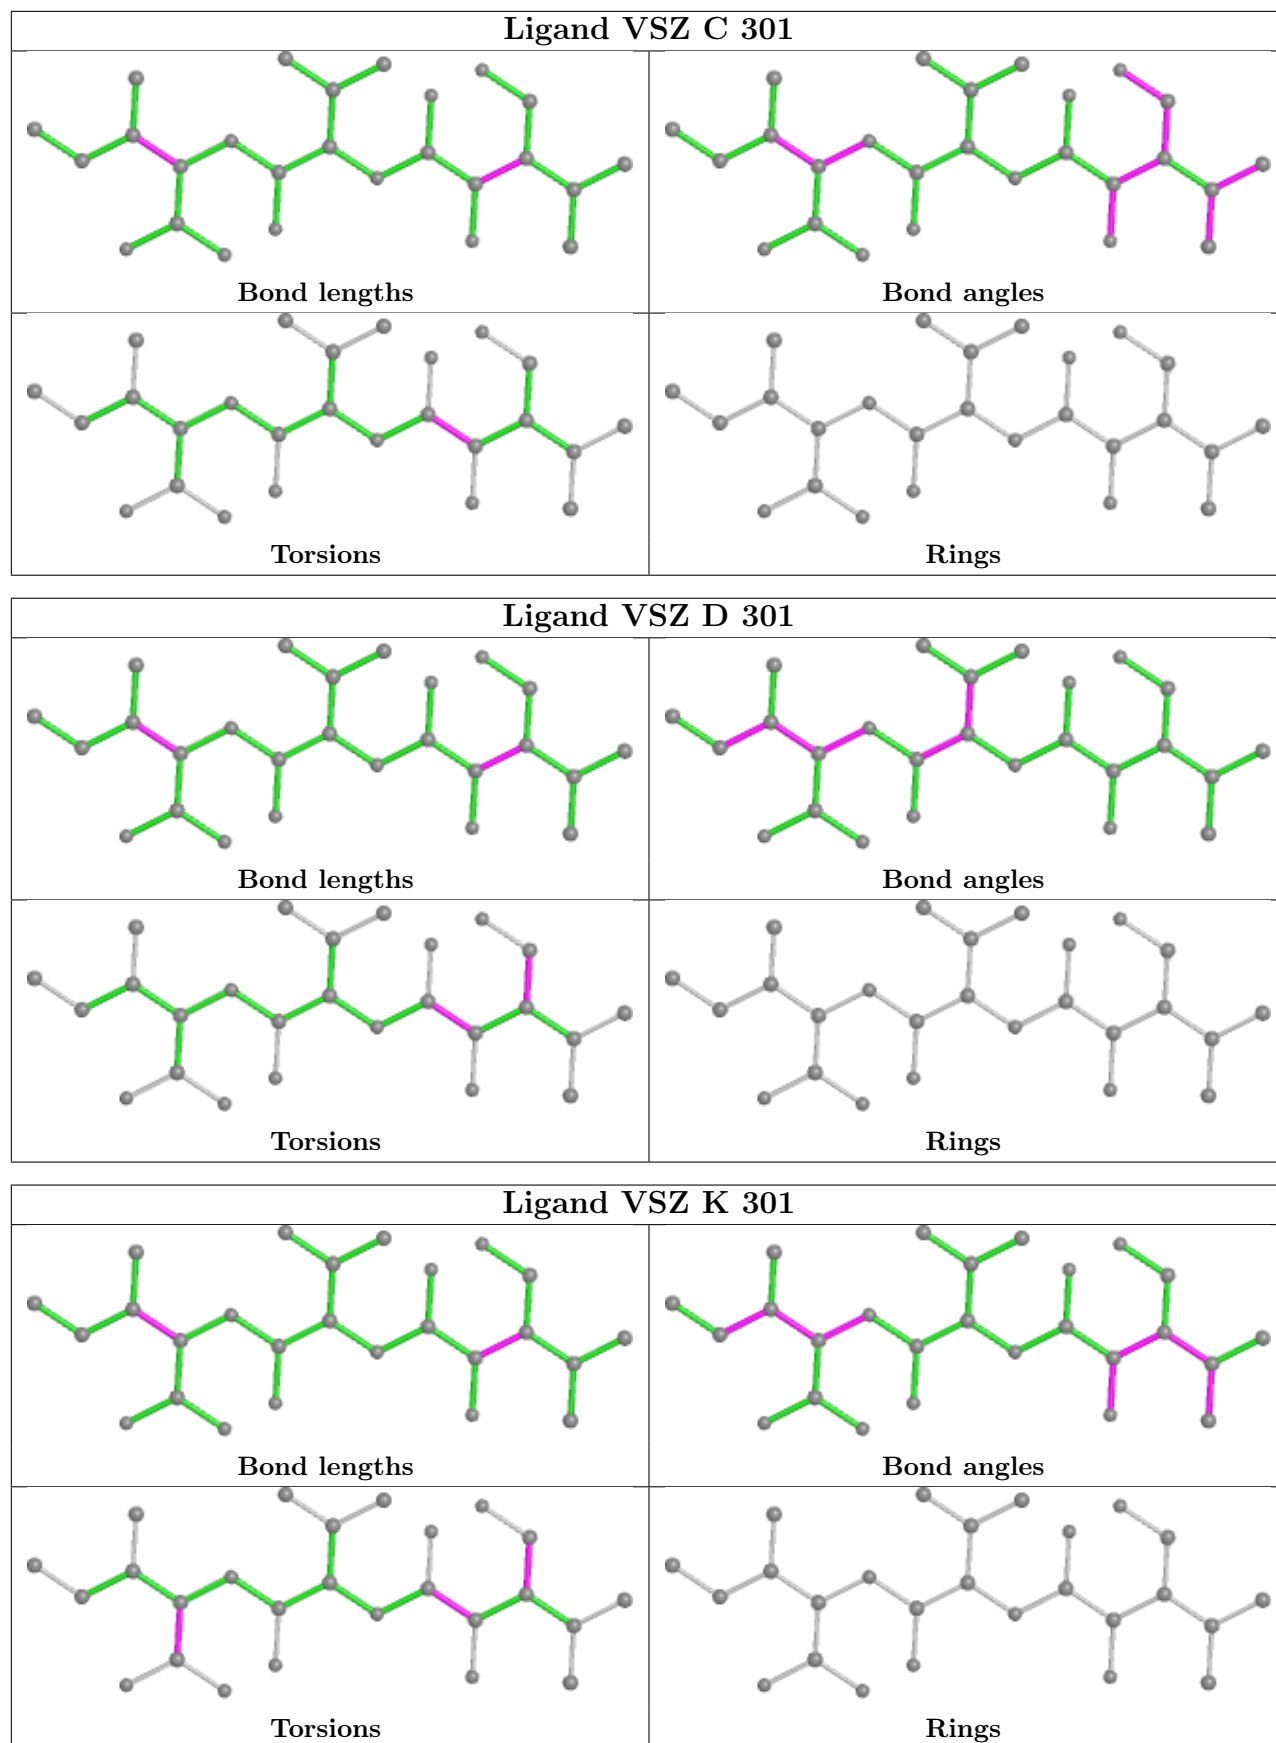 Ligand VSZ C 301
Bond lengths
Bond angles
Torsions
Rings
Ligand VSZ D 301
Bond lengths
Bond angles
Torsions
Rings
Ligand VSZ K 301
Bond lengths
Bond angles
Torsions
Rings